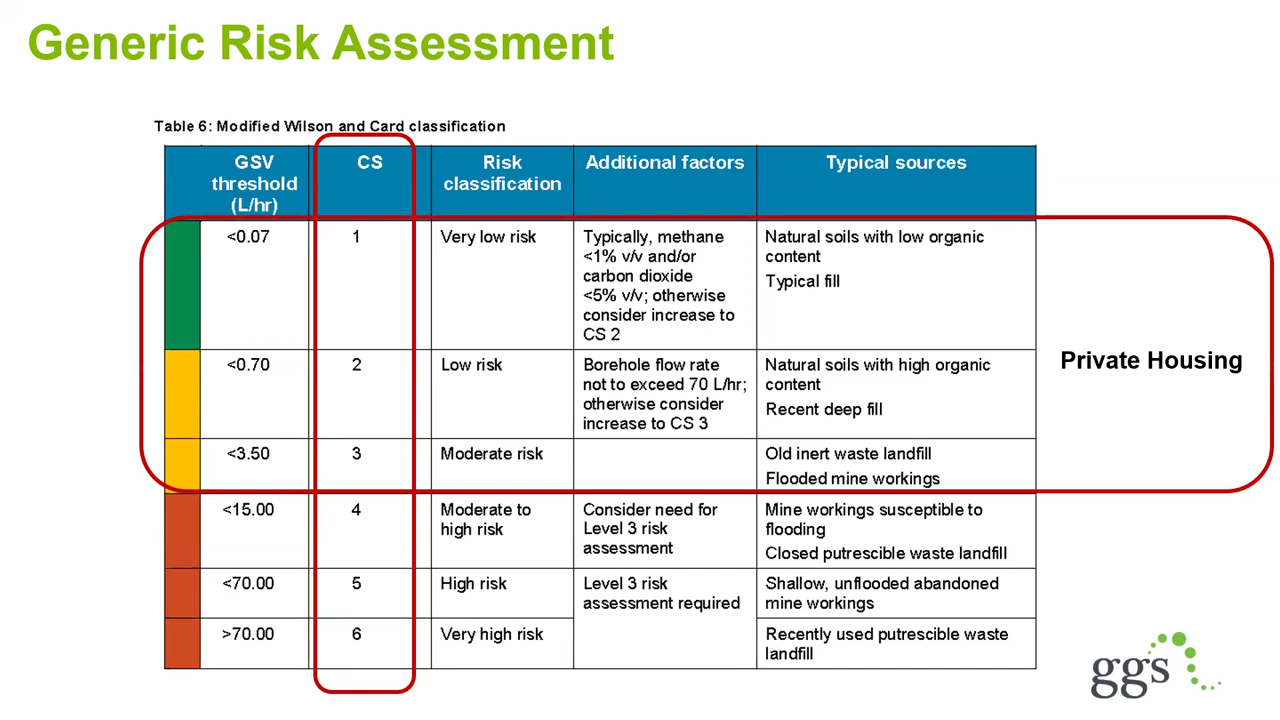 Generic Risk Assessment
Table 6: Modified Wilson and Card classification
GSV
threshold
(L/hr)
CS
Risk
classification
Additional factors
Typical sources
<0.07
1
Very low risk
Typically, methane
<1% v/v and/or
carbon dioxide
<5% v/v; otherwise
consider increase to
CS 2
Natural soils with low organic
content
Typical fill
<0.70
2
Low risk
Borehole flow rate
not to exceed 70 L/hr;
otherwise consider
increase to CS 3
Natural soils with high organic
content
Recent deep fill
Private Housing
<3.50
3
Moderate risk
Old inert waste landfill
Flooded mine workings
<15.00
4
Moderate to
high risk
Consider need for
Level 3 risk
assessment
Mine workings susceptible to
flooding
Closed putrescible waste landfill
<70.00
5
High risk
Level 3 risk
assessment required
Shallow, unflooded abandoned
mine workings
>70.00
6
Very high risk
Recently used putrescible waste
landfill
ggs